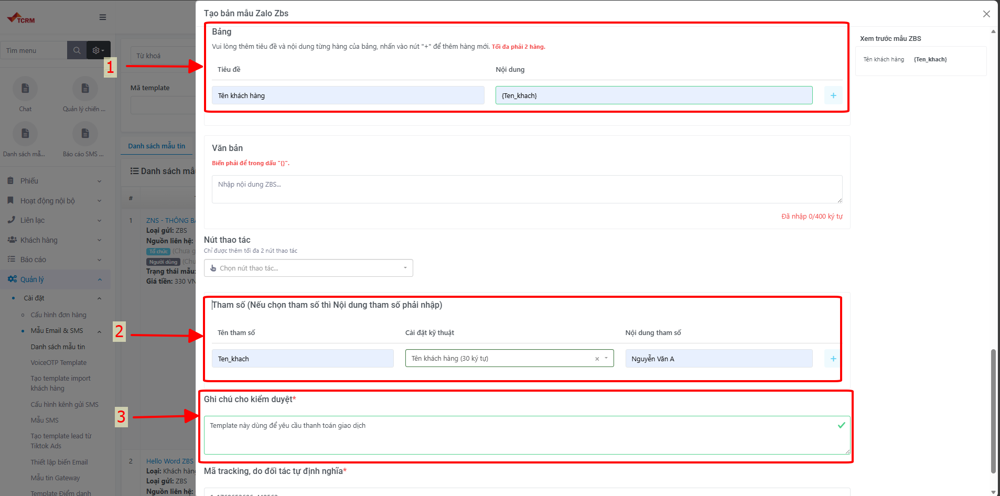 TCRM
Tìm menu
Chat
Quản lý chiến ...
Danh sách mẫ...
Báo cáo SMS ...
Phiếu
Hoạt động nội bộ
Liên lạc
Khách hàng
Báo cáo
Quản lý
Cài đặt
Cấu hình đơn hàng
Mẫu Email & SMS
Danh sách mẫu tin
VoiceOTP Template
Tạo template import
khách hàng
Cấu hình kênh gửi SMS
Mẫu SMS
Tạo template lead từ
Tiktok Ads
Thiết lập biến Email
Mẫu tin Gateway
Template Điểm danh
1
2
3
Từ khoá
Mã template
Danh sách mẫu tin
Danh sách mẫu
#
1
ZNS - THÔNG B
Loại gửi: ZBS
Nguồn liên hệ:
Tổ chức (Chưa g
Người dùng (Chư
Trạng thái mẫu:
Giá tiền: 330 VN
2
Hello Word ZBS
Loại: Khách hàng
Loại gửi: ZBS
Nguồn liên hệ:
Tạo bản mẫu Zalo Zbs
Bảng
Vui lòng thêm tiêu đề và nội dung từng hàng của bảng, nhấn vào nút "+" để thêm hàng mới. Tối đa phải 2 hàng.
Tiêu đề
Nội dung
Tên khách hàng
{Ten_khach}
+
Văn bản
Biến phải để trong dấu "{}".
Nhập nội dung ZBS...
Đã nhập 0/400 ký tự
Nút thao tác
Chỉ được thêm tối đa 2 nút thao tác
Chọn nút thao tác...
Tham số (Nếu chọn tham số thì Nội dung tham số phải nhập)
Tên tham số
Cài đặt kỹ thuật
Nội dung tham số
Ten_khach
Tên khách hàng (30 ký tự)
×
Nguyễn Văn A
+
Ghi chú cho kiểm duyệt*
Template này dùng để yêu cầu thanh toán giao dịch
Mã tracking, do đối tác tự định nghĩa*
Xem trước mẫu ZBS
Tên khách hàng {Ten_khach}